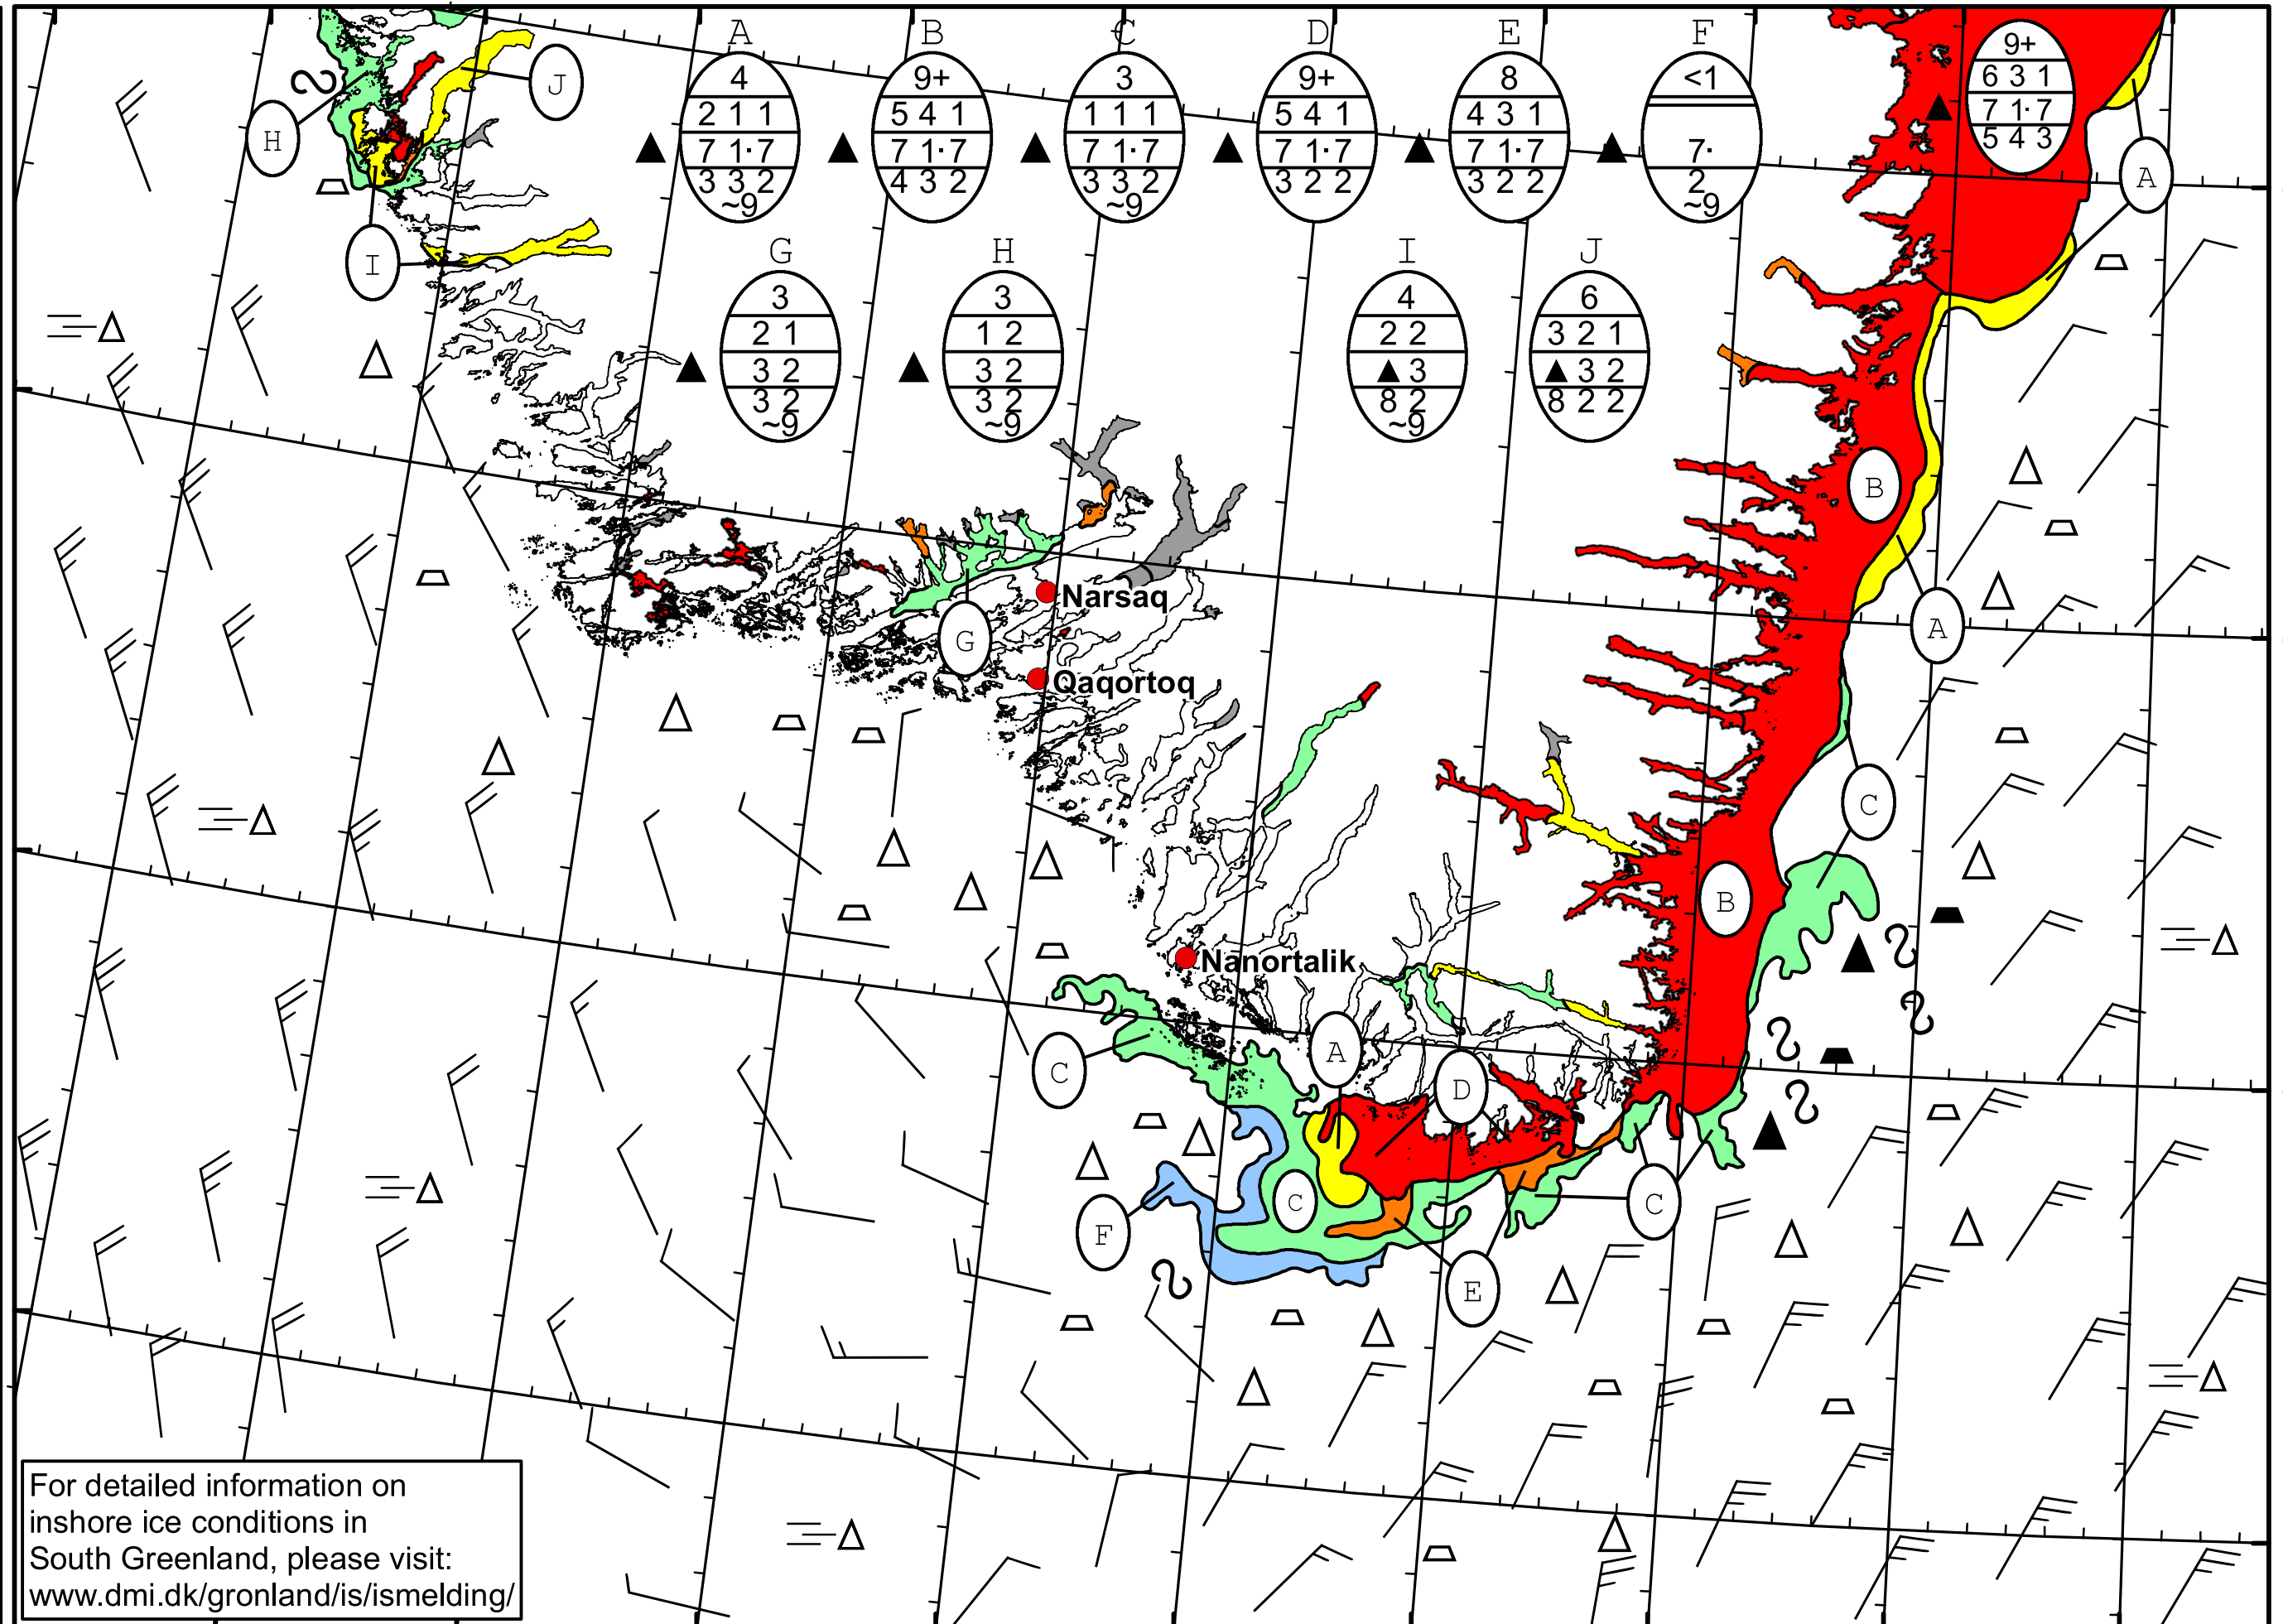 A B C D E F
4
2 1 1
7 1· 7
3 3 2
~9
9+
5 4 1
7 1· 7
4 3 2
3
1 1 1
7 1· 7
3 3 2
~9
9+
5 4 1
7 1· 7
3 2 2
8
4 3 1
7 1· 7
3 2 2
<1
7·
2
~9
9+
6 3 1
7 1· 7
5 4 3
G H I J
3
2 1
3 2
3 2
~9
3
1 2
3 2
3 2
~9
4
2 2
▲ 3
8 2
~9
6
3 2 1
▲ 3 2
8 2 2
J
H
A
I
B
Narsaq
A
G
Qaqortoq
C
B
Nanortalik
A
C
D
C
C
F
E
For detailed information on
inshore ice conditions in
South Greenland, please visit:
www.dmi.dk/gronland/is/ismelding/